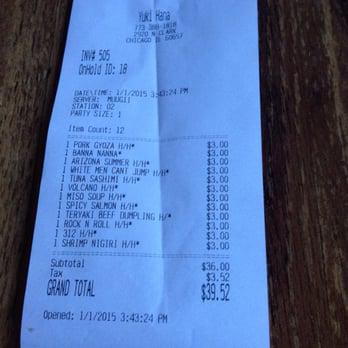 Yuki Hana
773-388-1818
2920 N CLARK
CHICAGO IL 60657
INV# 505
OnHold ID: 18
DATE\TIME: 1/1/2015 3:43:24 PM
SERVER: MUUGII
STATION: 02
PARTY SIZE: 1
Item Count: 12
1 PORK GYOZA H/H* $3.00
1 BANNA NANNA* $3.00
1 ARIZONA SUMMER H/H* $3.00
1 WHITE MEN CANT JUMP H/H* $3.00
1 TUNA SASHIMI H/H* $3.00
1 VOLCANO H/H* $3.00
1 MISO SOUP H/H* $3.00
1 SPICY SALMON H/H* $3.00
1 TERYAKI BEEF DUMPLING H/* $3.00
1 ROCK N ROLL H/H* $3.00
1 312 H/H* $3.00
1 SHRIMP NIGIRI H/H* $3.00
Subtotal $36.00
Tax $3.52
GRAND TOTAL $39.52
Opened: 1/1/2015 3:43:24 PM